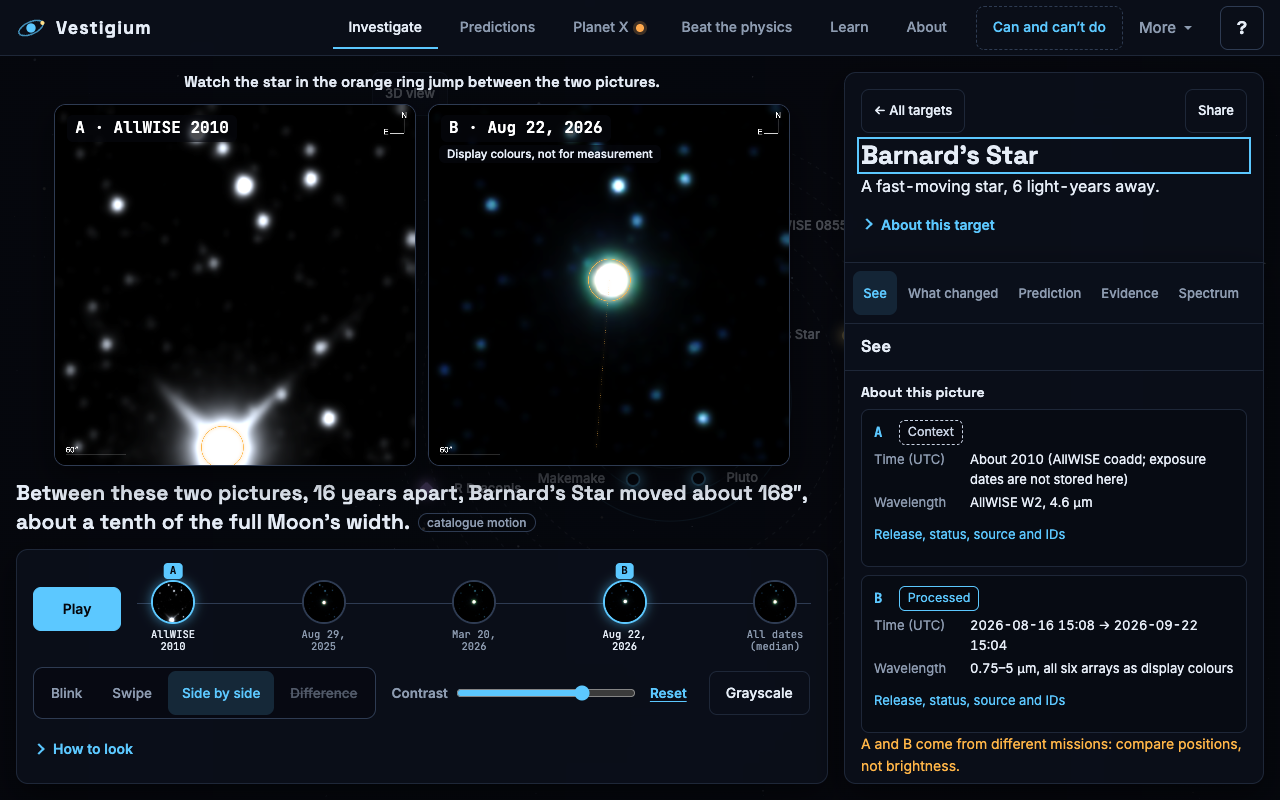 Vestigium
Investigate
Predictions
Planet X
Beat the physics
Learn
About
Can and can't do
More
?
Watch the star in the orange ring jump between the two pictures.
3D view
A · AllWISE 2010
N
E
60″
B · Aug 22, 2026
Display colours, not for measurement
N
E
60″
Star
Makemake
Pluto
Between these two pictures, 16 years apart, Barnard's Star moved about 168″,
about a tenth of the full Moon's width. catalogue motion
Play
A
AllWISE
2010
Aug 29,
2025
Mar 20,
2026
B
Aug 22,
2026
All dates
(median)
Blink
Swipe
Side by side
Difference
Contrast
Reset
Grayscale
How to look
← All targets
Share
Barnard's Star
A fast-moving star, 6 light-years away.
About this target
See
What changed
Prediction
Evidence
Spectrum
See
About this picture
A Context
Time (UTC) About 2010 (AllWISE coadd; exposure
dates are not stored here)
Wavelength AllWISE W2, 4.6 µm
Release, status, source and IDs
B Processed
Time (UTC) 2026-08-16 15:08 → 2026-09-22
15:04
Wavelength 0.75–5 µm, all six arrays as display colours
Release, status, source and IDs
A and B come from different missions: compare positions,
not brightness.